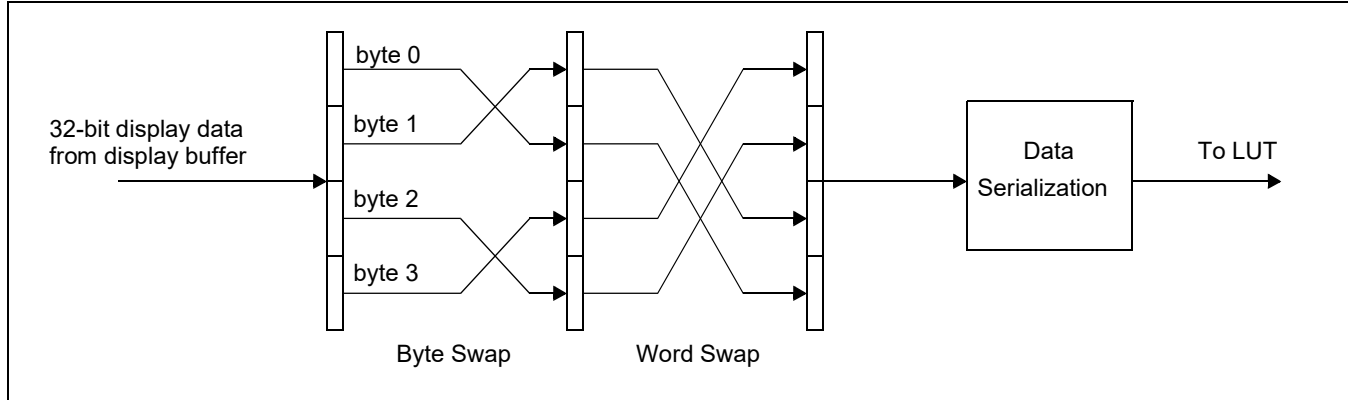 byte 0
byte 1
32-bit display data
from display buffer
byte 2
byte 3
Byte Swap
Word Swap
Data
Serialization
To LUT